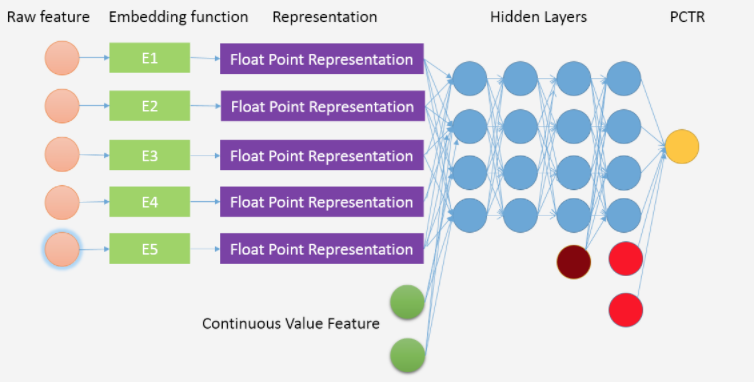 Raw feature
Embedding function
Representation
Hidden Layers
PCTR
E1
Float Point Representation
E2
Float Point Representation
E3
Float Point Representation
E4
Float Point Representation
E5
Float Point Representation
Continuous Value Feature